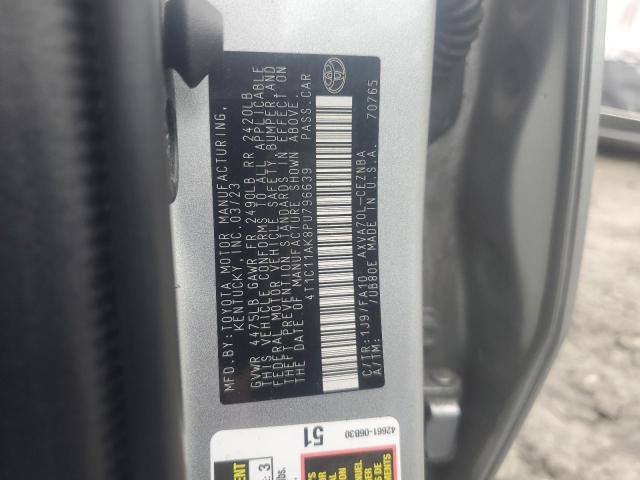 MFD. BY: TOYOTA MOTOR MANUFACTURING,
KENTUCKY, INC. 03/23
GVWR 4475LB GAWR FR 2490LB RR 2420LB
THIS VEHICLE CONFORMS TO ALL APPLICABLE
FEDERAL MOTOR VEHICLE SAFETY, BUMPER, AND
THEFT PREVENTION STANDARDS IN EFFECT ON
THE DATE OF MANUFACTURE SHOWN ABOVE.
4T1C11AK8PU796639 PASS. CAR
C/TR: 1J9/FA10 AXVA70L-CEZNBA
A/TM: /UB80E MADE IN U.S.A. 70765
42661-06B30
51
3
lbs.